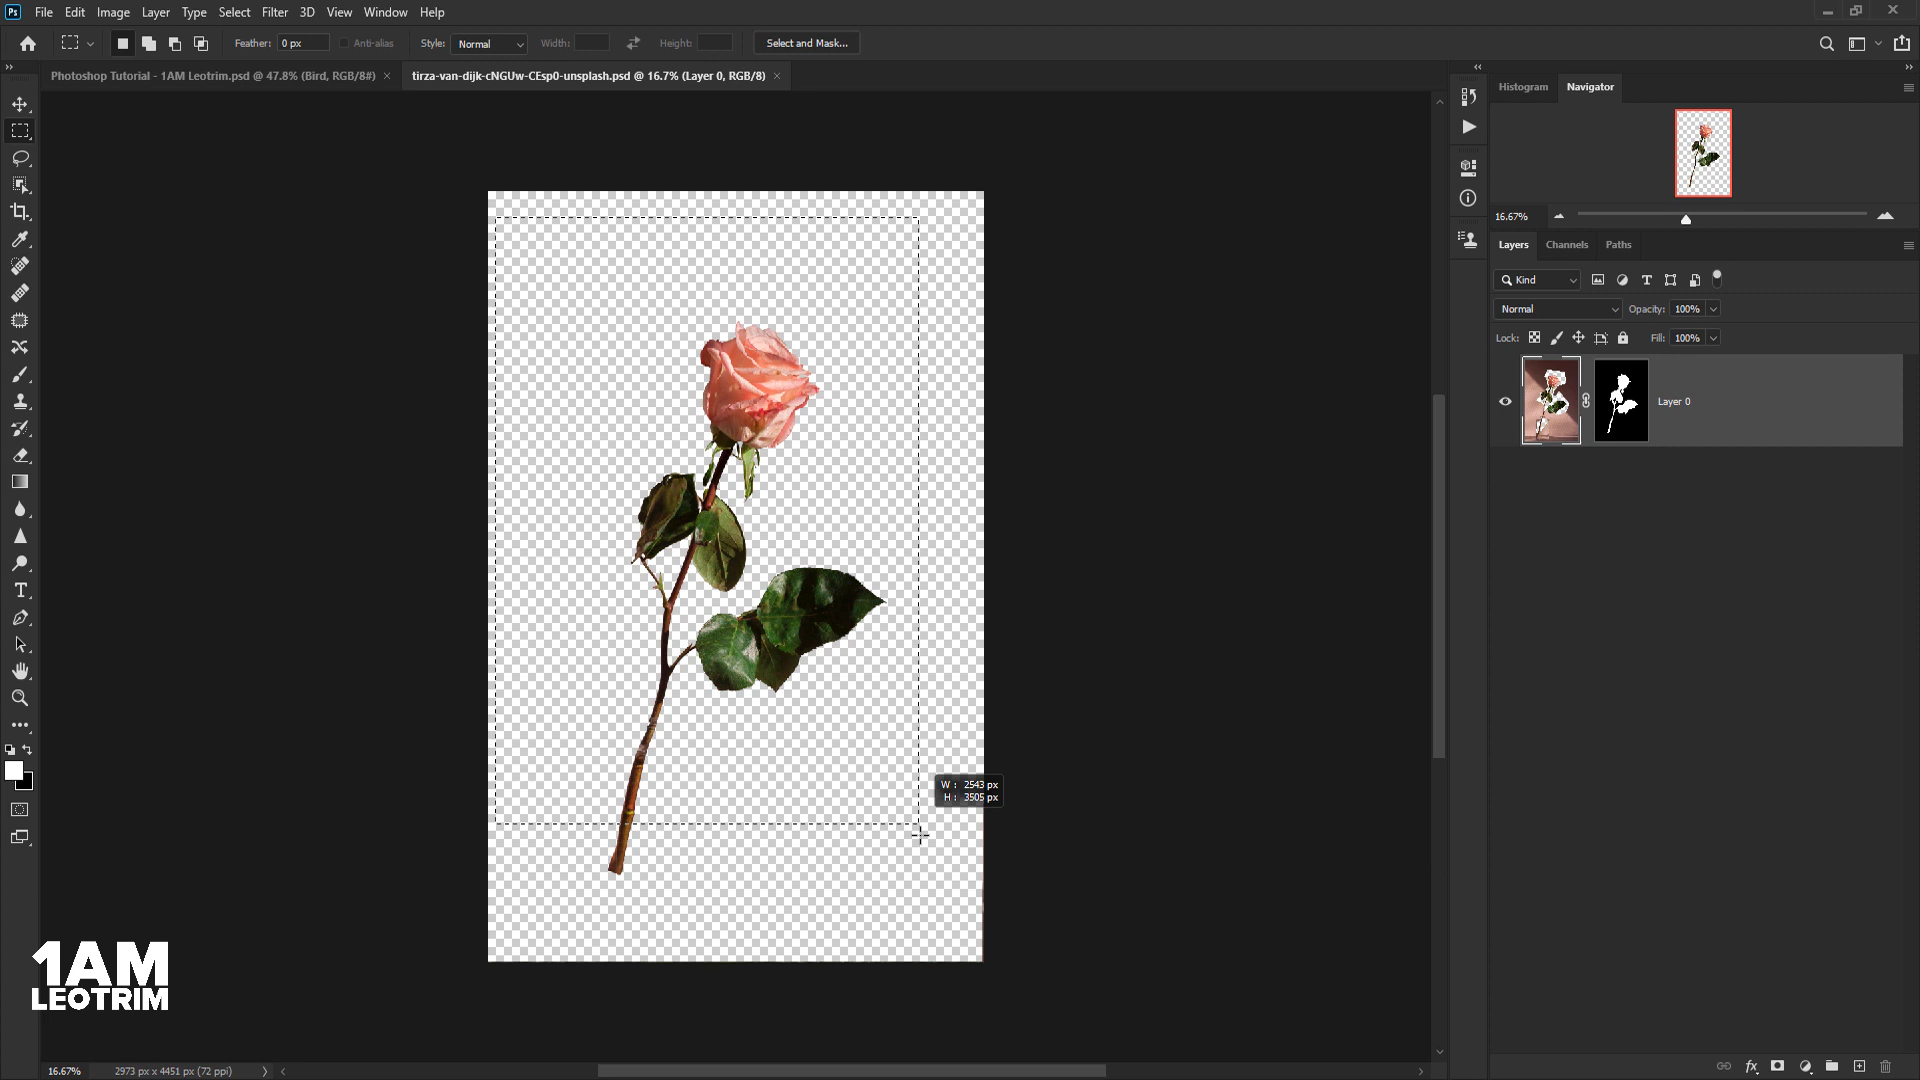 Ps File Edit Image Layer Type Select Filter 3D View Window Help
Feather: 0 px Anti-alias Style: Normal Width: Height: Select and Mask...
Photoshop Tutorial - 1AM Leotrim.psd @ 47.8% (Bird, RGB/8#) × tirza-van-dijk-cNGUw-CEsp0-unsplash.psd @ 16.7% (Layer 0, RGB/8) ×
Histogram Navigator
16.67%
Layers Channels Paths
Kind
Normal Opacity: 100%
Lock: Fill: 100%
Layer 0
W : 2543 px
H : 3505 px
1AM
LEOTRIM
16.67% 2973 px x 4451 px (72 ppi)